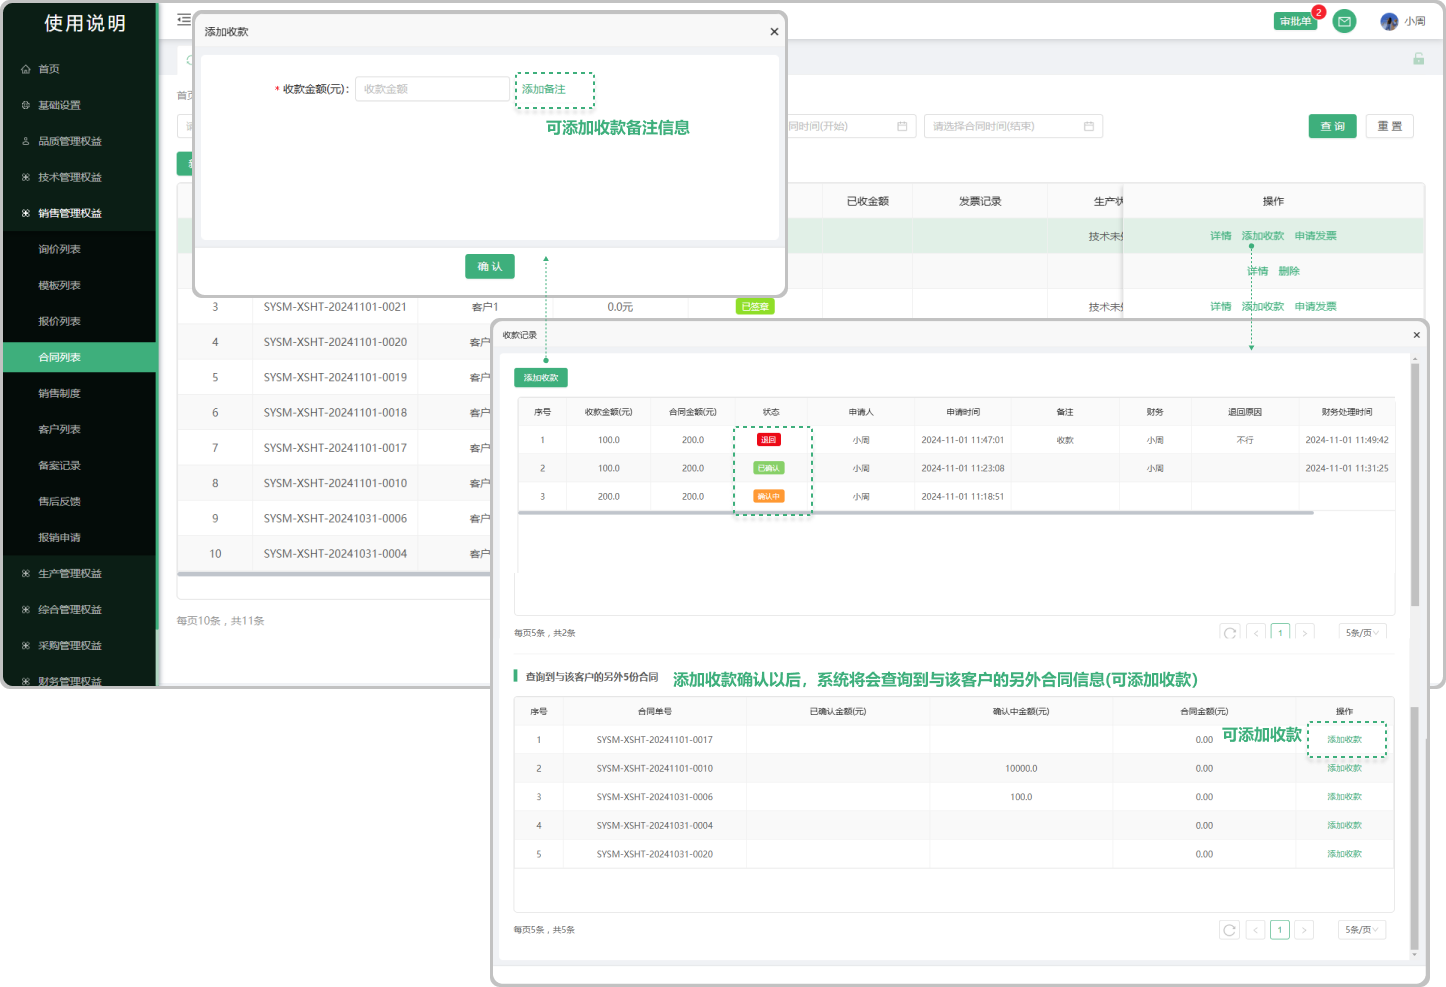 使用说明
首页
基础设置
品质管理权益
技术管理权益
销售管理权益
询价列表
模板列表
报价列表
合同列表
销售制度
客户列表
备案记录
售后反馈
报销申请
生产管理权益
综合管理权益
采购管理权益
财务管理权益
审批单 2 小周
添加收款
* 收款金额(元)： 收款金额 添加备注
可添加收款备注信息
确 认
同时间(开始) 请选择合同时间(结束) 查 询 重 置
已收金额 发票记录 操作
详情 添加收款 申请发票
详情 删除
3 SYSM-XSHT-20241101-0021 客户1 0.0元 已签章 详情 添加收款 申请发票
4 SYSM-XSHT-20241101-0020 客户
5 SYSM-XSHT-20241101-0019 客户
6 SYSM-XSHT-20241101-0018 客户
7 SYSM-XSHT-20241101-0017 客户
8 SYSM-XSHT-20241101-0010 客户
9 SYSM-XSHT-20241031-0006 客户
10 SYSM-XSHT-20241031-0004 客户
每页10条，共11条
收款记录
添加收款
序号 收款金额(元) 合同金额(元) 状态 申请人 申请时间 备注 财务 退回原因 财务处理时间
1 100.0 200.0 退回 小周 2024-11-01 11:47:01 收款 小周 不行 2024-11-01 11:49:42
2 100.0 200.0 已确认 小周 2024-11-01 11:23:08 小周 2024-11-01 11:31:25
3 200.0 200.0 确认中 小周 2024-11-01 11:18:51
每页5条，共2条 1 5条/页
查询到与该客户的另外5份合同 添加收款确认以后，系统将会查询到与该客户的另外合同信息(可添加收款)
序号 合同单号 已确认金额(元) 确认中金额(元) 合同金额(元) 操作
1 SYSM-XSHT-20241101-0017 0.00 可添加收款 添加收款
2 SYSM-XSHT-20241101-0010 10000.0 0.00 添加收款
3 SYSM-XSHT-20241031-0006 100.0 0.00 添加收款
4 SYSM-XSHT-20241031-0004 0.00 添加收款
5 SYSM-XSHT-20241031-0020 0.00 添加收款
每页5条，共5条 1 5条/页